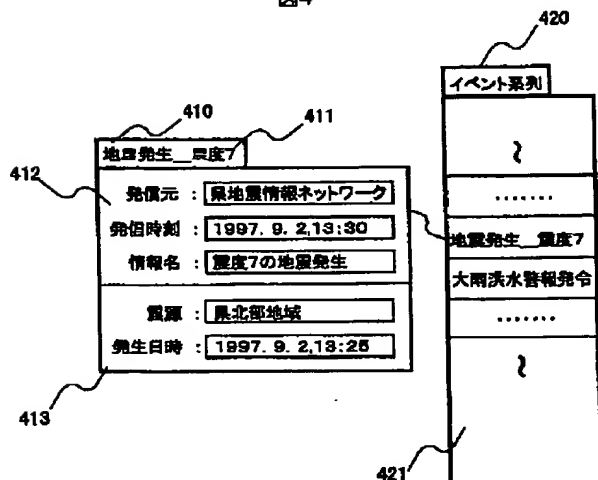 図4
420
イベント系列
410
411
地震発生__震度7
412
発信元 : 県地震情報ネットワーク
発信時刻 : 1997. 9. 2,13:30
情報名 : 震度7の地震発生
震源 : 県北部地域
発生日時 : 1997. 9. 2,13:25
413
.......
地震発生__震度7
大雨洪水警報発令
.......
421